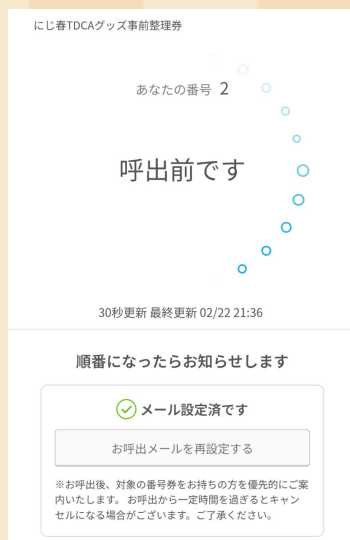 にじ春TDCAグッズ事前整理券
あなたの番号 2
呼出前です
30秒更新 最終更新 02/22 21:36
順番になったらお知らせします
メール設定済です
お呼出メールを再設定する
※お呼出後、対象の番号券をお持ちの方を優先的にご案
内いたします。 お呼出から一定時間を過ぎるとキャン
セルになる場合がございます。ご了承ください。